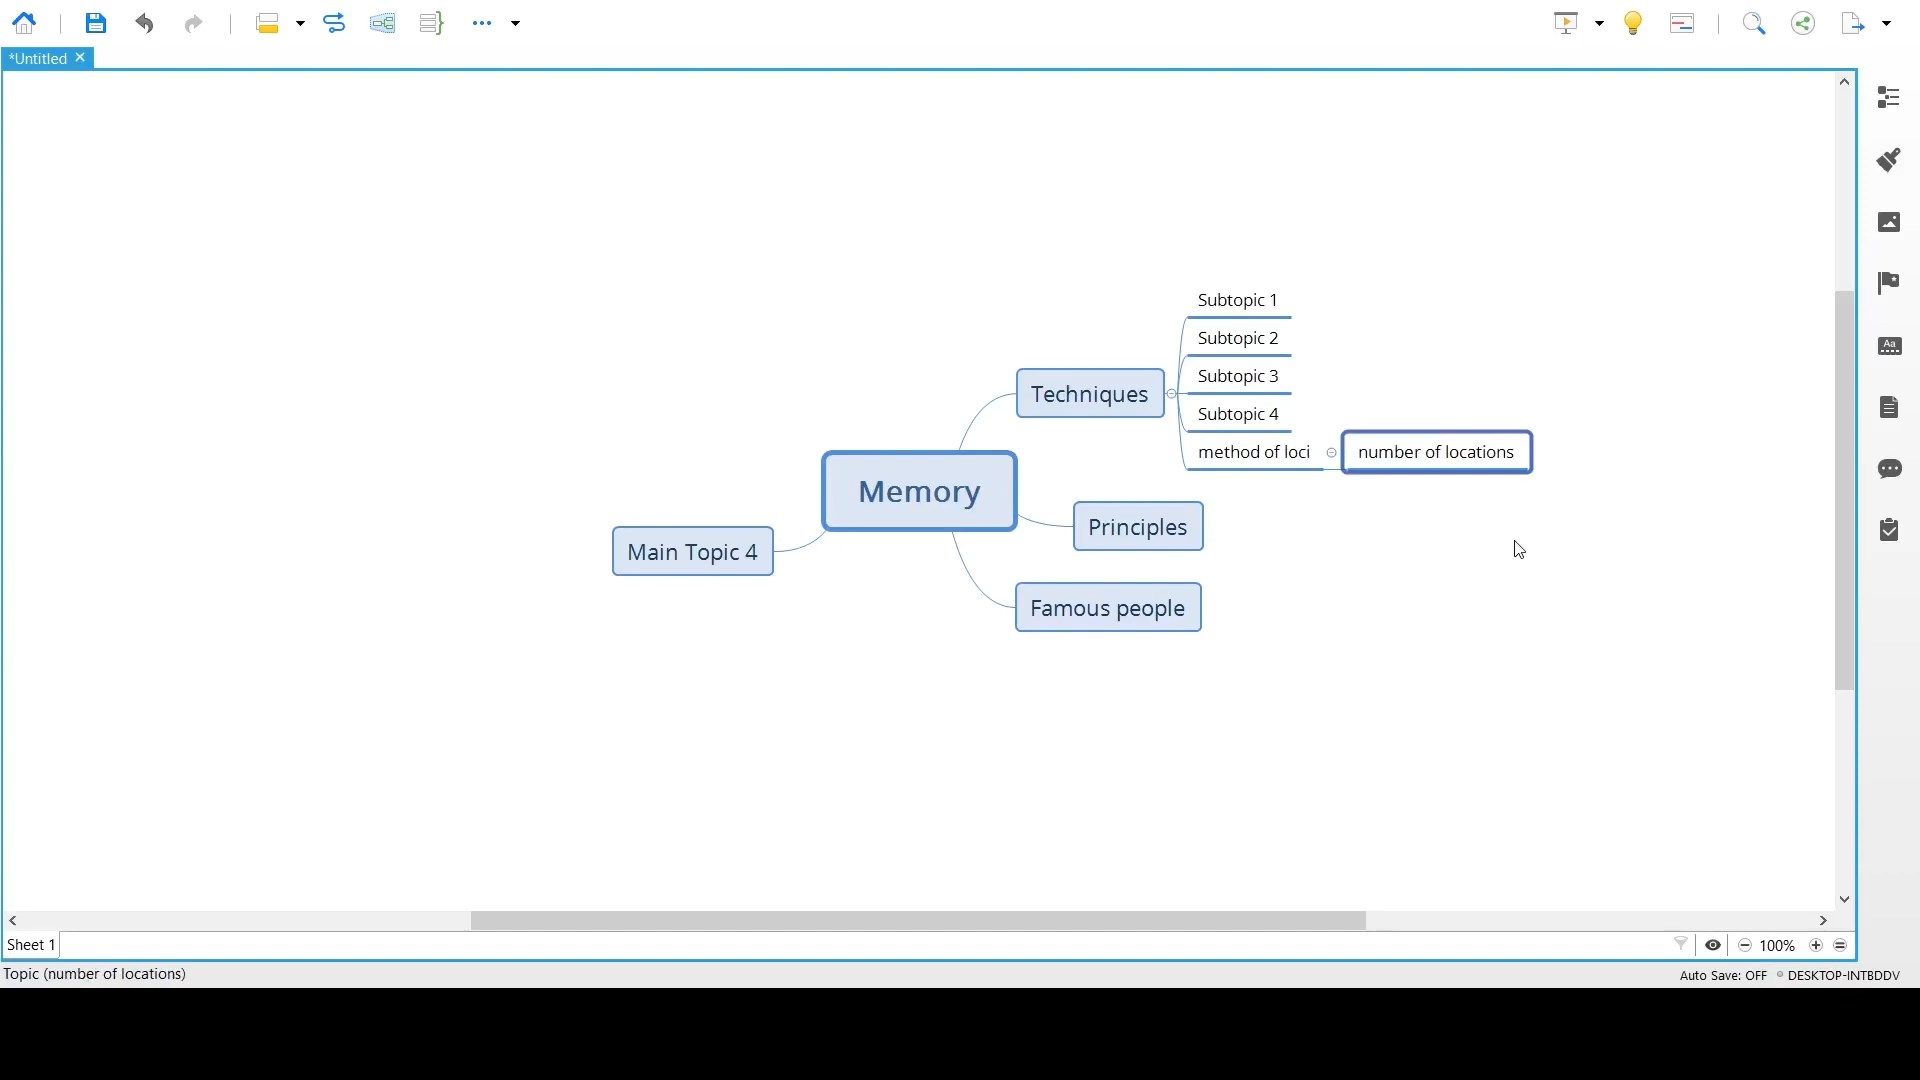 *Untitled
Subtopic 1
Subtopic 2
Subtopic 3
Techniques
Subtopic 4
method of loci
number of locations
Memory
Principles
Main Topic 4
Famous people
Aa
Sheet 1
100%
Topic (number of locations)
Auto Save: OFF
DESKTOP-INTBDDV